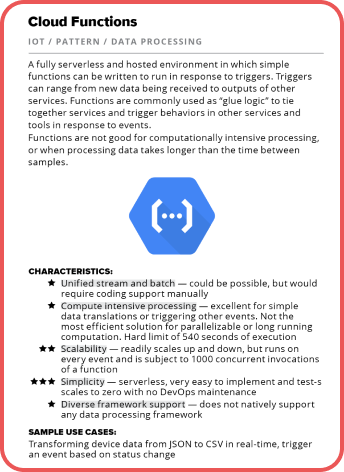 Cloud Functions
IOT / PATTERN / DATA PROCESSING
A fully serverless and hosted environment in which simple
functions can be written to run in response to triggers. Triggers
can range from new data being received to outputs of other
services. Functions are commonly used as “glue logic” to tie
together services and trigger behaviors in other services and
tools in response to events.
Functions are not good for computationally intensive processing,
or when processing data takes longer than the time between
samples.
CHARACTERISTICS:
★ Unified stream and batch — could be possible, but would
require coding support manually
★ Compute intensive processing — excellent for simple
data translations or triggering other events. Not the
most efficient solution for parallelizable or long running
computation. Hard limit of 540 seconds of execution
★★ Scalability — readily scales up and down, but runs on
every event and is subject to 1000 concurrent invocations
of a function
★★★ Simplicity — serverless, very easy to implement and test-s
scales to zero with no DevOps maintenance
★ Diverse framework support — does not natively support
any data processing framework
SAMPLE USE CASES:
Transforming device data from JSON to CSV in real-time, trigger
an event based on status change